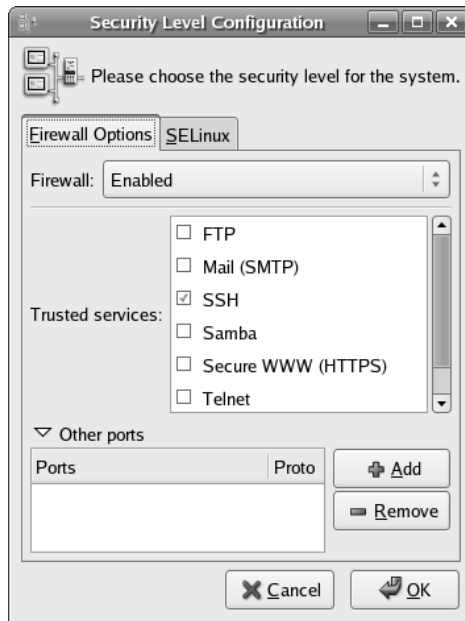 Security Level Configuration
Please choose the security level for the system.
Firewall Options
SELinux
Firewall: Enabled
Trusted services:
FTP
Mail (SMTP)
SSH
Samba
Secure WWW (HTTPS)
Telnet
Other ports
Ports Proto
Add
Remove
Cancel
OK